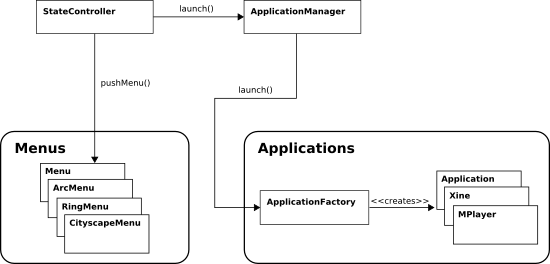 StateController
launch()
ApplicationManager
pushMenu()
launch()
Menus
Applications
Menu
ArcMenu
RingMenu
CityscapeMenu
ApplicationFactory
<<creates>>
Application
Xine
MPlayer